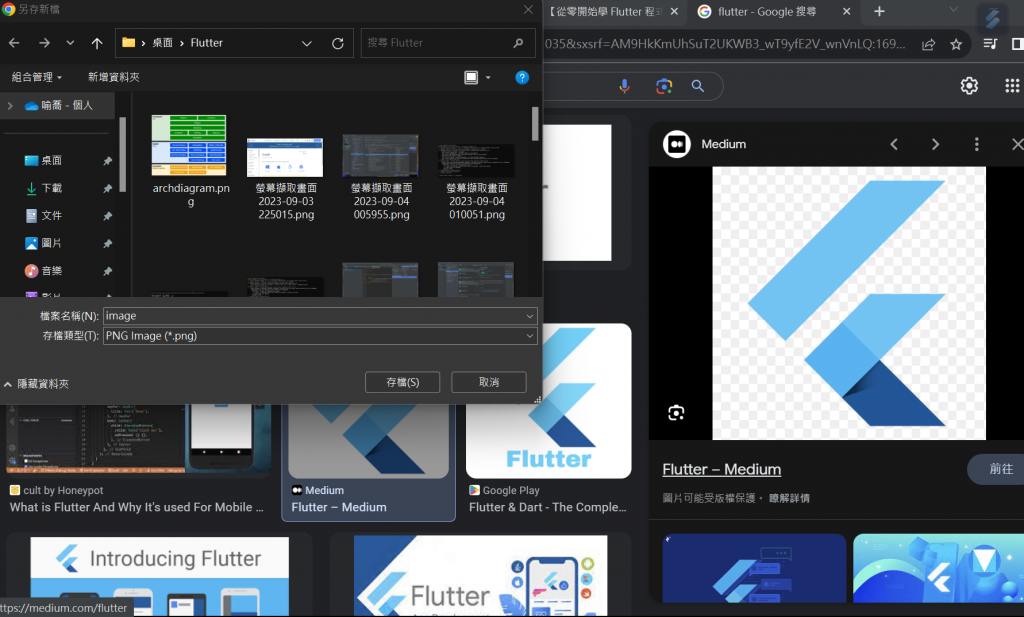 另存新檔
【從零開始學 Flutter 程式
flutter - Google 搜尋
桌面
Flutter
搜尋 Flutter
035&sxsrf=AM9HkKmUhSuT2UKWB3_wT9yfE2V_wnVnLQ:169...
組合管理
新增資料夾
喻喬 - 個人
桌面
下載
文件
圖片
音樂
影片
archdiagram.pn
g
螢幕擷取畫面
2023-09-03
225015.png
螢幕擷取畫面
2023-09-04
005955.png
螢幕擷取畫面
2023-09-04
010051.png
檔案名稱(N):
image
存檔類型(T):
PNG Image (*.png)
隱藏資料夾
存檔(S)
取消
Medium
Flutter – Medium
前往
圖片可能受版權保護。 瞭解詳情
Flutter
cult by Honeypot
What is Flutter And Why It's used For Mobile ...
Medium
Flutter – Medium
Google Play
Flutter & Dart - The Comple...
Introducing Flutter
Flutter
ttps://medium.com/flutter